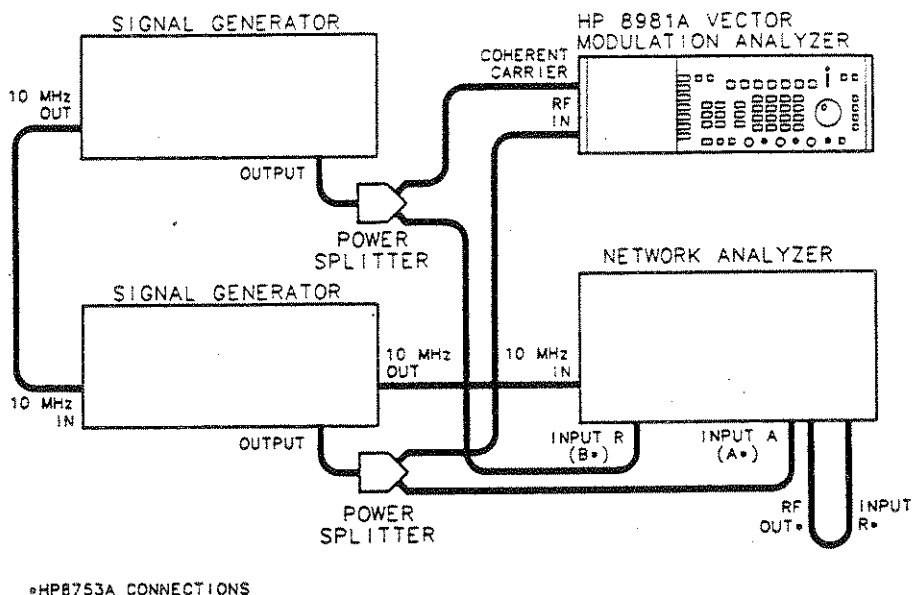 SIGNAL GENERATOR
HP 8981A VECTOR
MODULATION ANALYZER
COHERENT
CARRIER
10 MHz
OUT
RF
IN
OUTPUT
POWER
SPLITTER
NETWORK ANALYZER
SIGNAL GENERATOR
10 MHz
OUT
10 MHz
IN
10 MHz
IN
OUTPUT
INPUT R
(B*)
INPUT A
(A*)
POWER
SPLITTER
RF
OUT*
INPUT
R*
*HP8753A CONNECTIONS